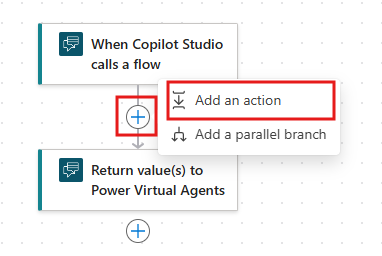 When Copilot Studio
calls a flow
Add an action
Add a parallel branch
Return value(s) to
Power Virtual Agents